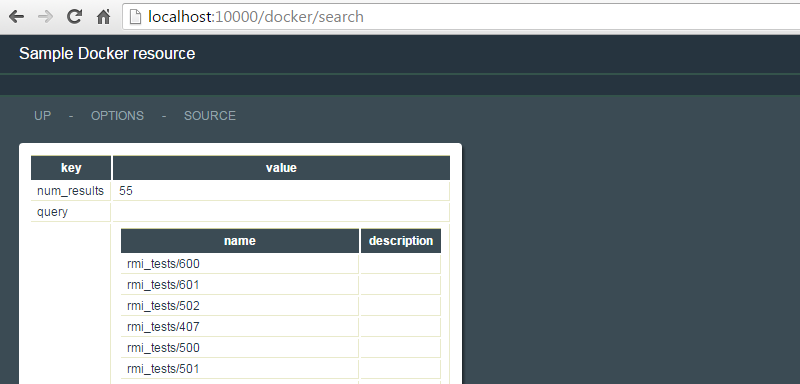 localhost:10000/docker/search
Sample Docker resource
UP - OPTIONS - SOURCE
key value
num_results 55
query
name description
rmi_tests/600
rmi_tests/601
rmi_tests/502
rmi_tests/407
rmi_tests/500
rmi_tests/501